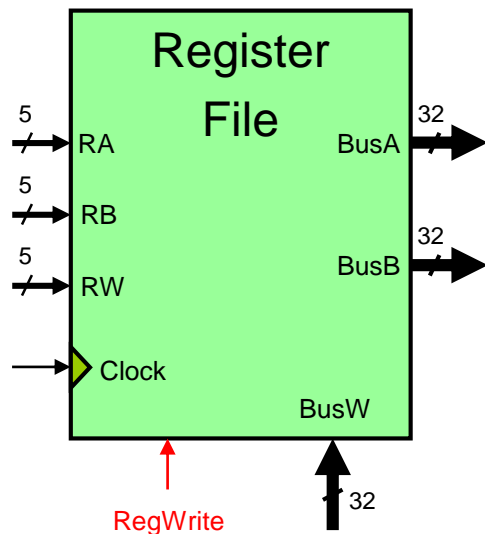 Register
File
5
RA
BusA
32
5
RB
BusB
32
5
RW
Clock
BusW
32
RegWrite